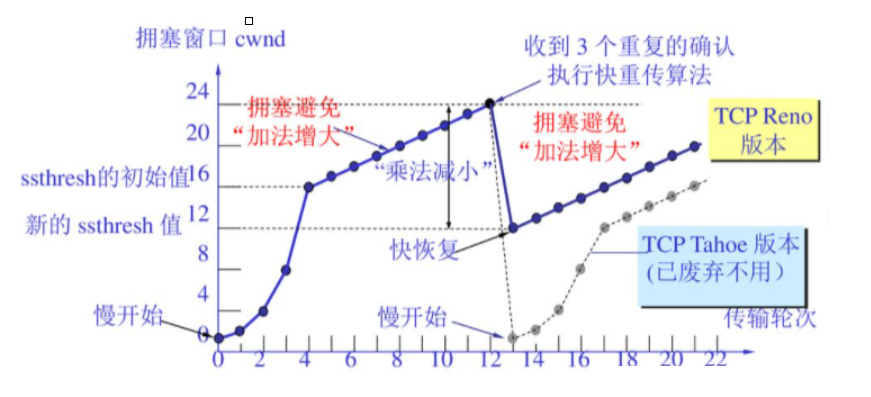 拥塞窗口 cwnd
收到 3 个重复的确认
执行快重传算法
24
拥塞避免
“加法增大”
拥塞避免
“加法增大”
TCP Reno
版本
20
“乘法减小”
ssthresh的初始值16
新的 ssthresh 值 12
快恢复
TCP Tahoe 版本
(已废弃不用)
8
4
慢开始
慢开始
传输轮次
0
0 2 4 6 8 10 12 14 16 18 20 22